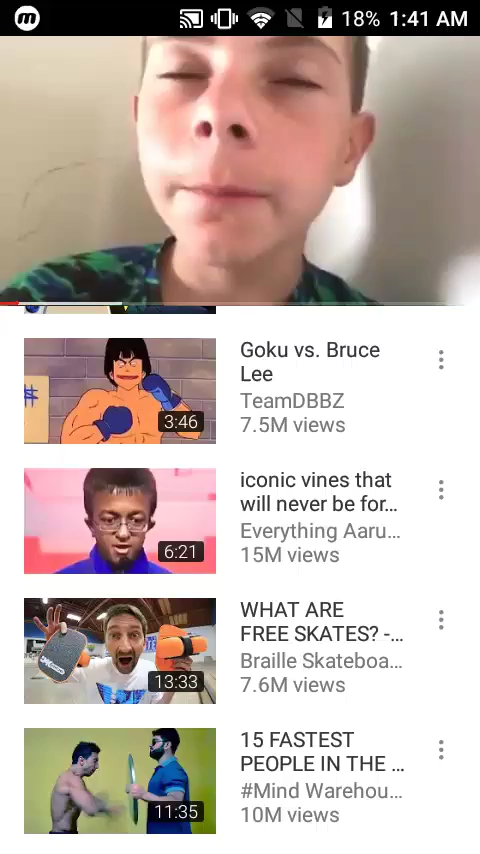 18% 1:41 AM
Goku vs. Bruce
Lee
TeamDBBZ
7.5M views
3:46
iconic vines that
will never be for...
Everything Aaru...
15M views
6:21
WHAT ARE
FREE SKATES? -...
Braille Skateboa...
7.6M views
13:33
15 FASTEST
PEOPLE IN THE ...
#Mind Warehou...
10M views
11:35